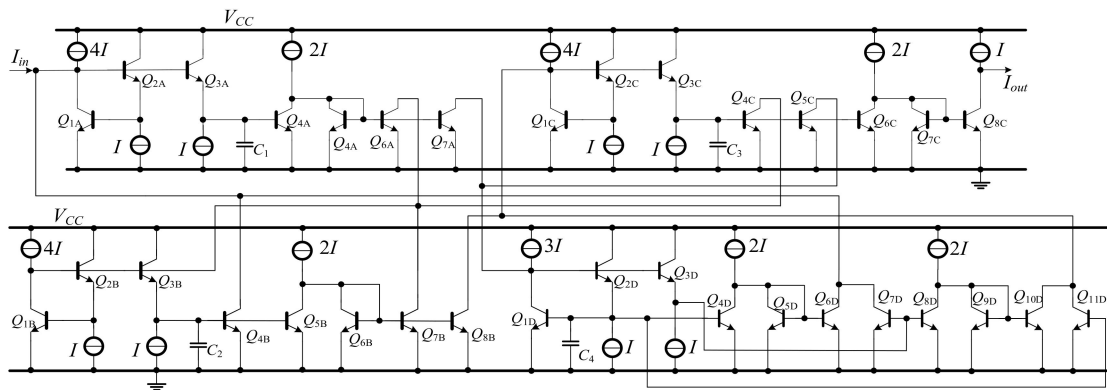 V_CC
I_in
4I
2I
4I
2I
I
Q_2A
Q_3A
Q_2C
Q_3C
I_out
Q_1A
Q_4A
Q_4A
Q_6A
Q_7A
Q_1C
Q_4C
Q_5C
Q_6C
Q_7C
Q_8C
I
I
C_1
I
I
C_3
V_CC
4I
2I
3I
2I
2I
Q_2B
Q_3B
Q_2D
Q_3D
Q_1B
Q_4B
Q_5B
Q_6B
Q_7B
Q_8B
Q_1D
Q_4D
Q_5D
Q_6D
Q_7D
Q_8D
Q_9D
Q_10D
Q_11D
I
I
C_2
C_4
I
I